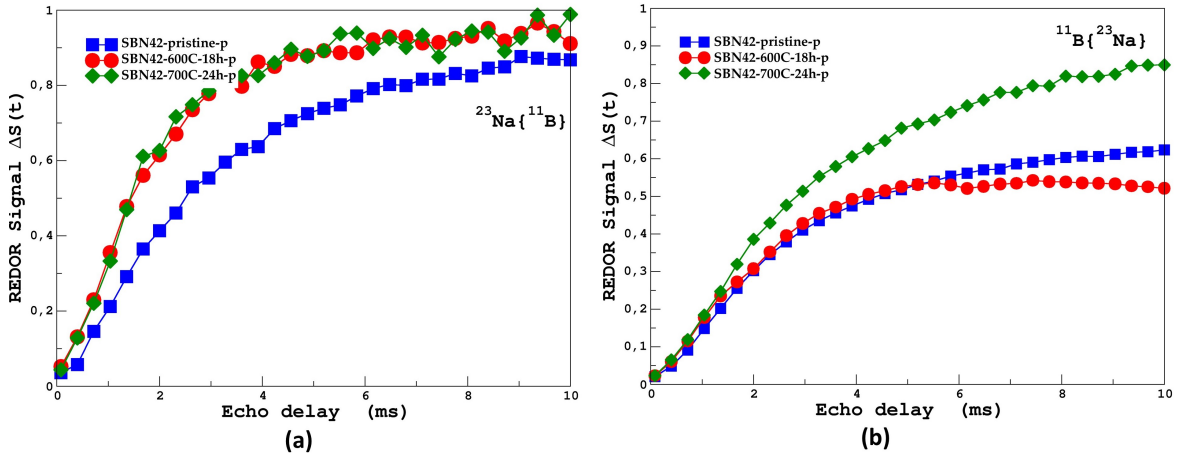 1
0,8
0,6
0,4
0,2
0
REDOR Signal ΔS(t)
SBN42-pristine-p
SBN42-600C-18h-p
SBN42-700C-24h-p
²³Na{¹¹B}
0 2 4 6 8 10
Echo delay (ms)
(a)
1
0,9
0,8
0,7
0,6
0,5
0,4
0,3
0,2
0,1
0
REDOR Signal ΔS(t)
SBN42-pristine-p
SBN42-600C-18h-p
SBN42-700C-24h-p
¹¹B{²³Na}
0 2 4 6 8 10
Echo delay (ms)
(b)